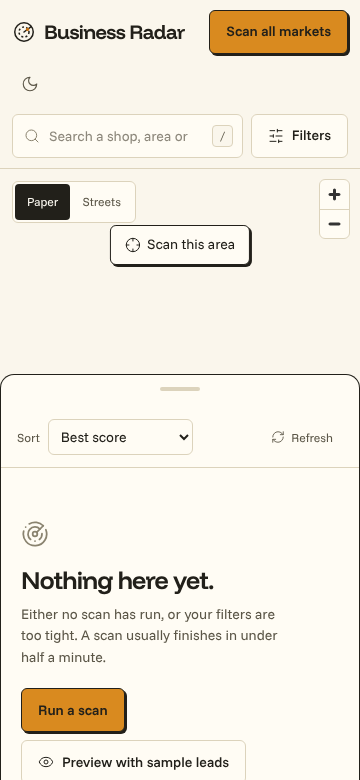 Business Radar
Scan all markets
Search a shop, area or
/
Filters
Paper
Streets
+
−
Scan this area
Sort
Best score
Refresh
Nothing here yet.
Either no scan has run, or your filters are
too tight. A scan usually finishes in under
half a minute.
Run a scan
Preview with sample leads